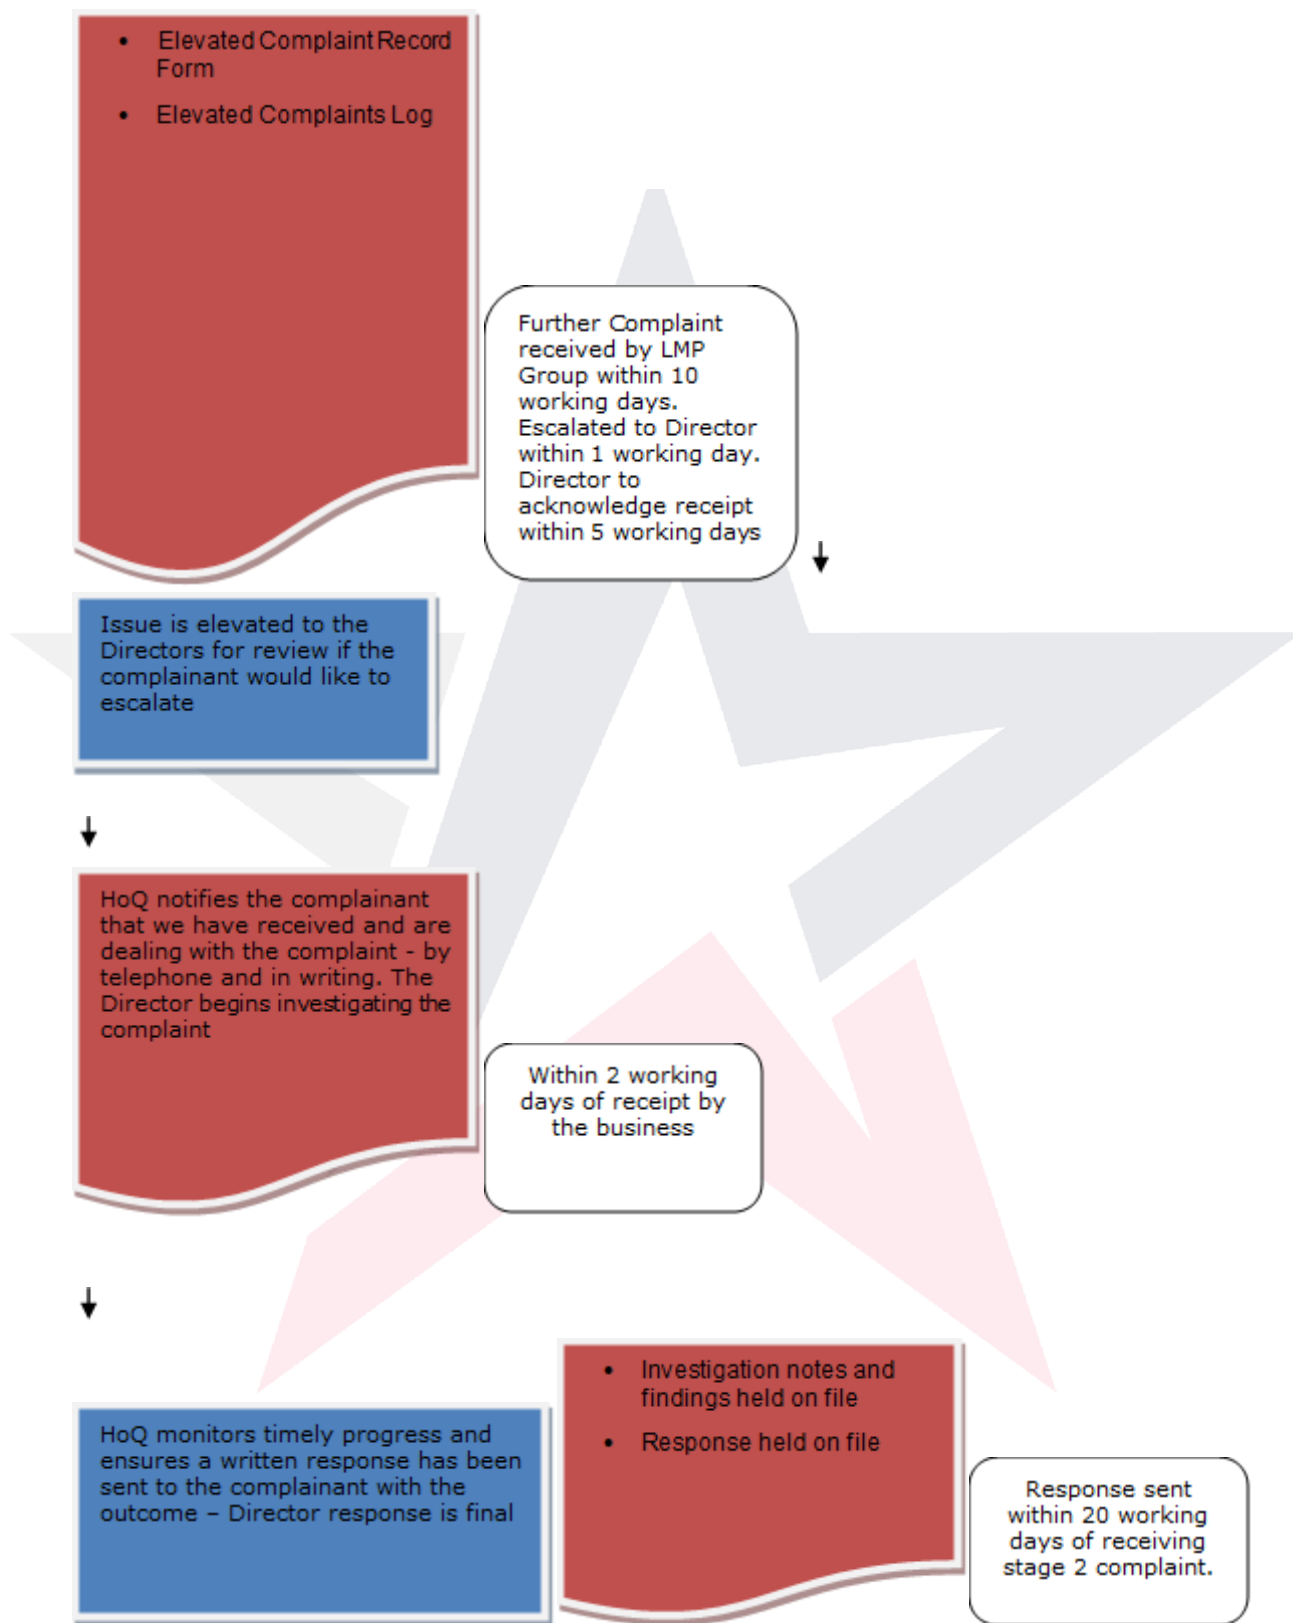 • Elevated Complaint Record
Form
• Elevated Complaints Log
Further Complaint
received by LMP
Group within 10
working days.
Escalated to Director
within 1 working day.
Director to
acknowledge receipt
within 5 working days
Issue is elevated to the
Directors for review if the
complainant would like to
escalate
HoQ notifies the complainant
that we have received and are
dealing with the complaint - by
telephone and in writing. The
Director begins investigating the
complaint
Within 2 working
days of receipt by
the business
HoQ monitors timely progress and
ensures a written response has been
sent to the complainant with the
outcome – Director response is final
• Investigation notes and
findings held on file
• Response held on file
Response sent
within 20 working
days of receiving
stage 2 complaint.